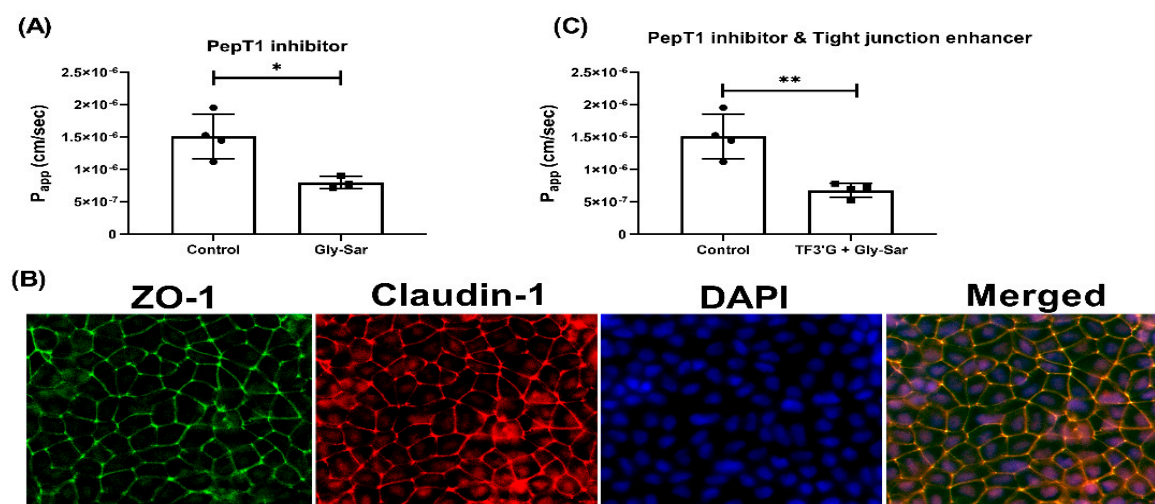 (A)
PepT1 inhibitor
*
2.5×10⁻⁶
2×10⁻⁶
1.5×10⁻⁶
1×10⁻⁶
5×10⁻⁷
0
Papp (cm/sec)
Control Gly-Sar
(C)
PepT1 inhibitor & Tight junction enhancer
**
2.5×10⁻⁶
2×10⁻⁶
1.5×10⁻⁶
1×10⁻⁶
5×10⁻⁷
0
Papp (cm/sec)
Control TF3'G + Gly-Sar
(B)
ZO-1 Claudin-1 DAPI Merged